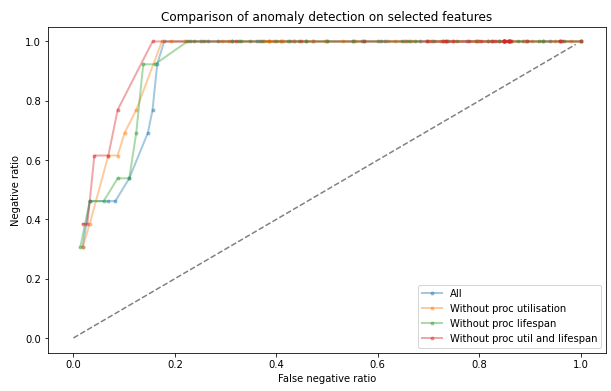 Comparison of anomaly detection on selected features
Negative ratio
1.0
0.8
0.6
0.4
0.2
0.0
0.0 0.2 0.4 0.6 0.8 1.0
False negative ratio
All
Without proc utilisation
Without proc lifespan
Without proc util and lifespan